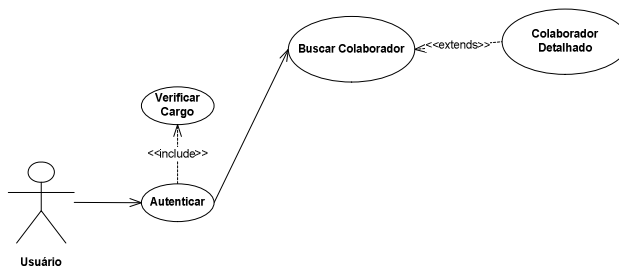 Buscar Colaborador
<<extends>>
Colaborador
Detalhado
Verificar
Cargo
<<include>>
Autenticar
Usuário